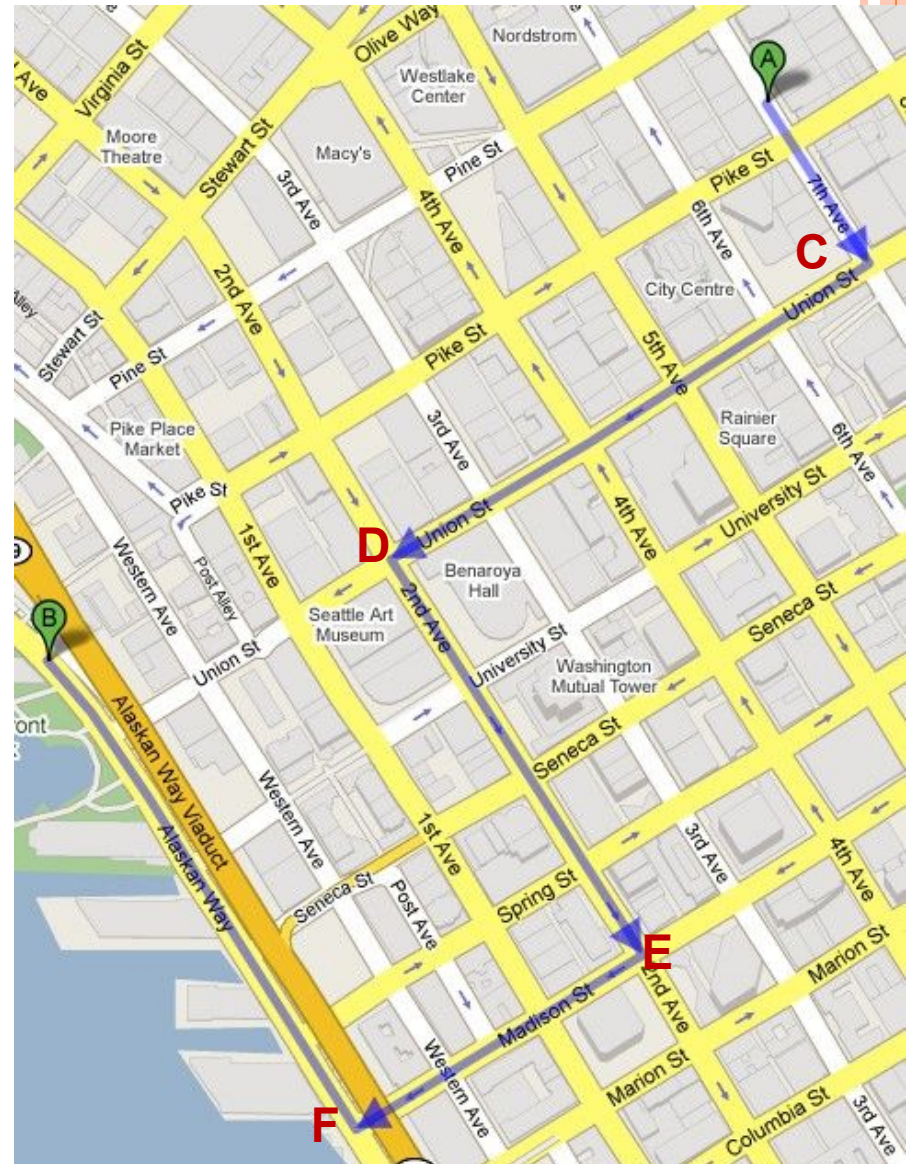 Nordstrom
Olive Way
A
Virginia St
Ave
Westlake
Center
Moore
Theatre
Stewart St
Macy's
Pine St
Pike St
3rd Ave
4th Ave
7th Ave
6th Ave
C
2nd Ave
City Centre
Union St
Stewart St
Pine St
Pike St
5th Ave
Pike Place
Market
3rd Ave
Rainier
Square
6th Ave
Pike St
University St
Union St
4th Ave
1st Ave
D
9
Western Ave
Post Alley
Benaroya
Hall
B
2nd Ave
Seattle Art
Museum
Seneca St
University St
Union St
Washington
Mutual Tower
Alaskan Way Viaduct
Seneca St
Western Ave
Alaskan Way
1st Ave
3rd Ave
4th Ave
Seneca St
Post Ave
Spring St
E
Marion St
2nd Ave
Madison St
Western Ave
Marion St
F
Columbia St
3rd Ave